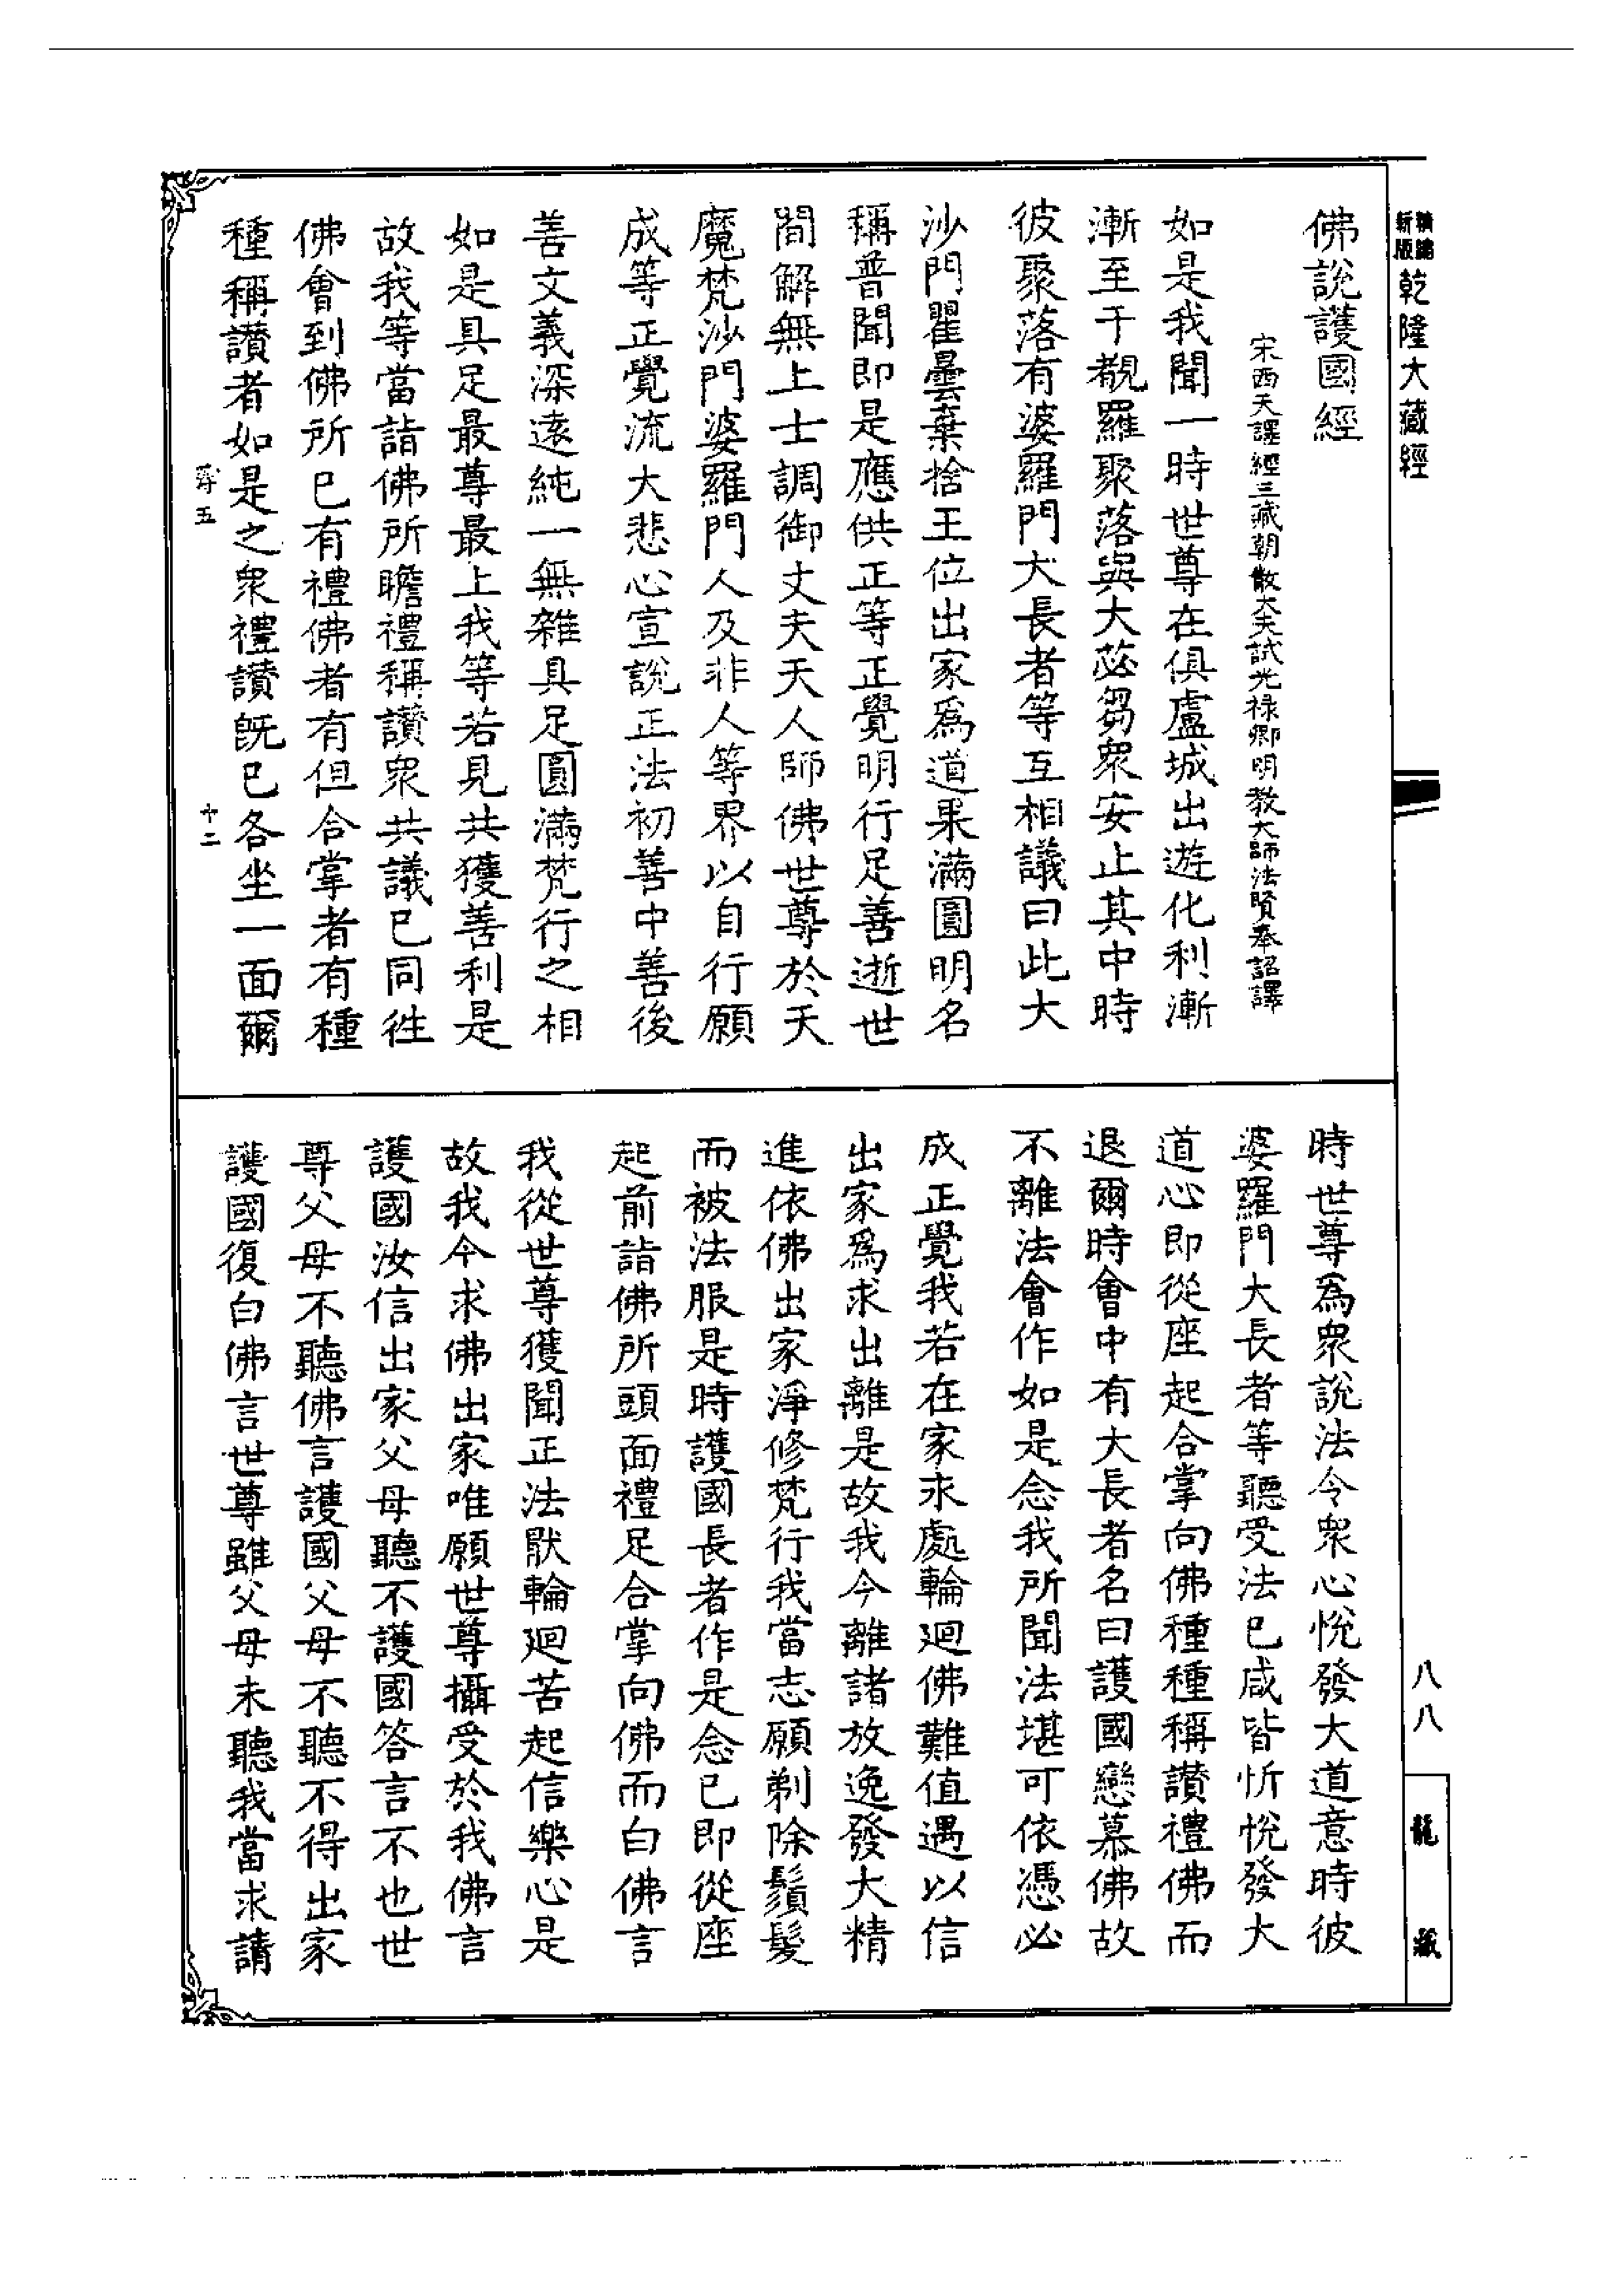 新編
新版
乾隆大藏經
佛說護國經
宋西天譯經三藏朝散大夫試光祿卿明教大師法賢奉詔譯
如是我聞一時世尊在俱盧城出遊化利漸
漸至于覩羅聚落與大苾芻衆安止其中時
彼聚落有婆羅門大長者等互相議曰此大
沙門瞿曇棄捨王位出家爲道果滿圓明名
稱普聞即是應供正等正覺明行足善逝世
間解無上士調御丈夫天人師佛世尊於天
魔梵沙門婆羅門人及非人等界以自行願
成等正覺流大悲心宣說正法初善中善後
善文義深遠純一無雜具足圓滿梵行之相
如是具足最尊最上我等若見共獲善利是
故我等當詣佛所瞻禮稱讚衆共議已同徃
佛會到佛所已有禮佛者有但合掌者有種
種稱讚者如是之衆禮讚旣已各坐一面爾
時世尊爲衆說法令衆心悅發大道意時彼
婆羅門大長者等聽受法已咸皆忻悅發大
道心即從座起合掌向佛種種稱讚禮佛而
退爾時會中有大長者名曰護國戀慕佛故
不離法會作如是念我所聞法堪可依憑必
成正覺我若在家永處輪迴佛難值遇以信
出家爲求出離是故我今離諸放逸發大精
進依佛出家淨修梵行我當志願剃除鬚髮
而被法服是時護國長者作是念已即從座
起前詣佛所頭面禮足合掌向佛而白佛言
我從世尊獲聞正法厭輪迴苦起信樂心是
故我今求佛出家唯願世尊攝受於我佛言
護國汝信出家父母聽不護國答言不也世
尊父母不聽佛言護國父母不聽不得出家
護國復白佛言世尊雖父母未聽我當求請
五
十二
八八
龍藏